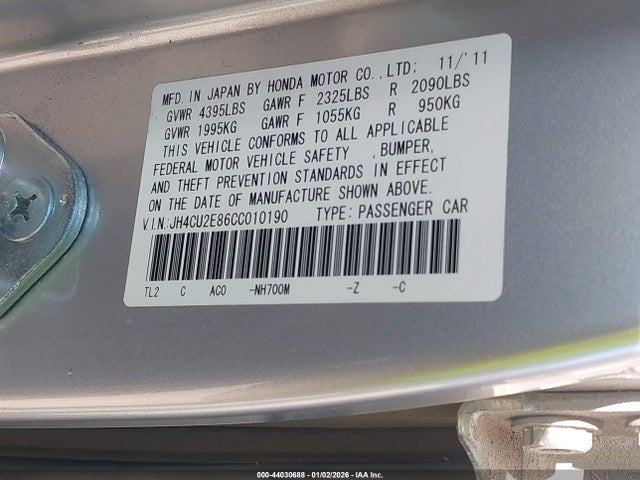 MFD. IN JAPAN BY HONDA MOTOR CO.,LTD; 11/'11
GVWR 4395LBS GAWR F 2325LBS R 2090LBS
GVWR 1995KG GAWR F 1055KG R 950KG
THIS VEHICLE CONFORMS TO ALL APPLICABLE
FEDERAL MOTOR VEHICLE SAFETY ,BUMPER,
AND THEFT PREVENTION STANDARDS IN EFFECT
ON THE DATE OF MANUFACTURE SHOWN ABOVE.
V.I.N.:JH4CU2E86CC010190 TYPE: PASSENGER CAR
TL2 C AC0 -NH700M -Z -C
000-44030688 - 01/02/2026 - IAA Inc.